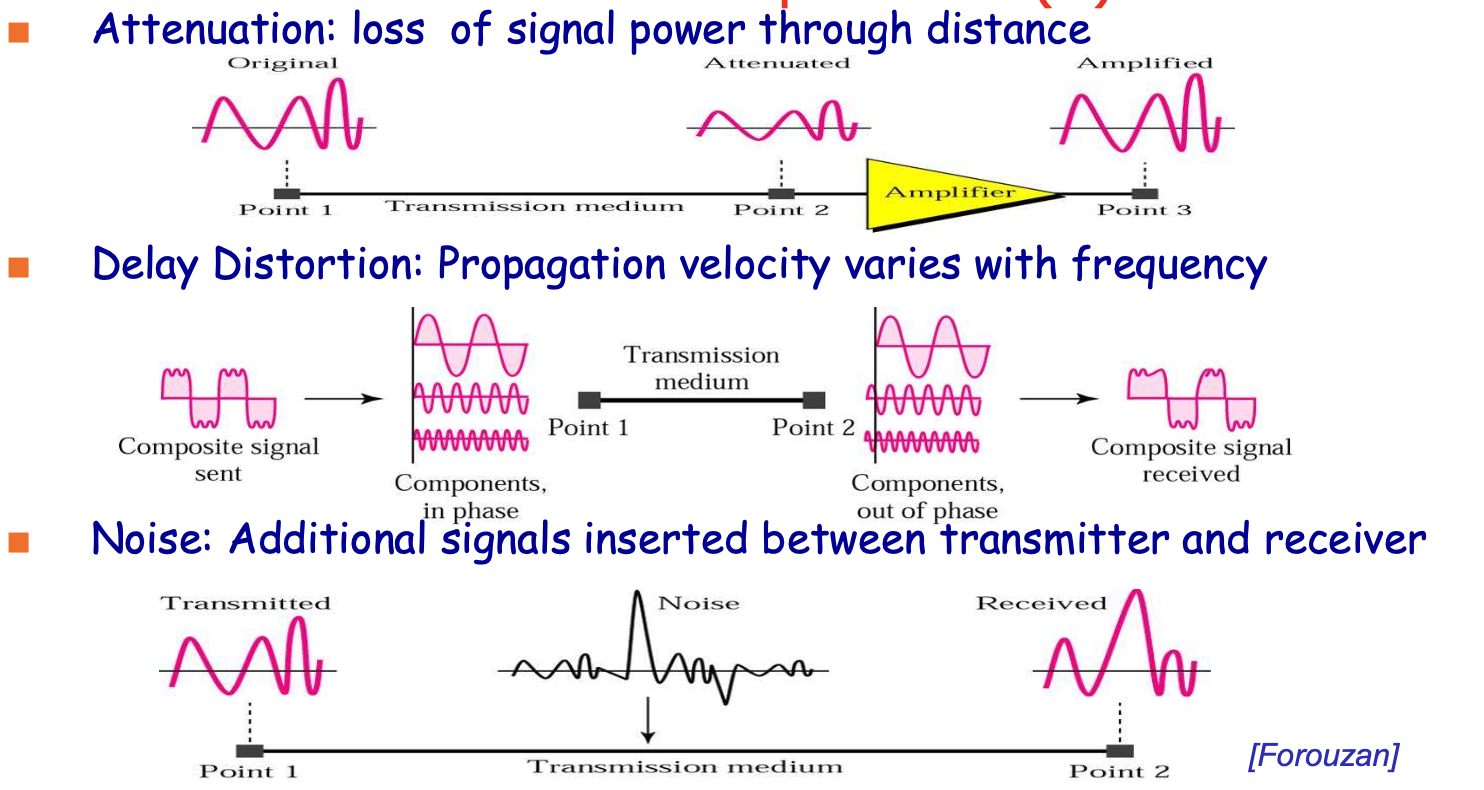 Attenuation: loss of signal power through distance
Original Attenuated Amplified
Amplifier
Point 1 Transmission medium Point 2 Point 3
Delay Distortion: Propagation velocity varies with frequency
Transmission
medium
Point 1 Point 2
Composite signal
sent
Components,
in phase
Components,
out of phase
Composite signal
received
Noise: Additional signals inserted between transmitter and receiver
Transmitted Noise Received
Point 1 Transmission medium Point 2
[Forouzan]